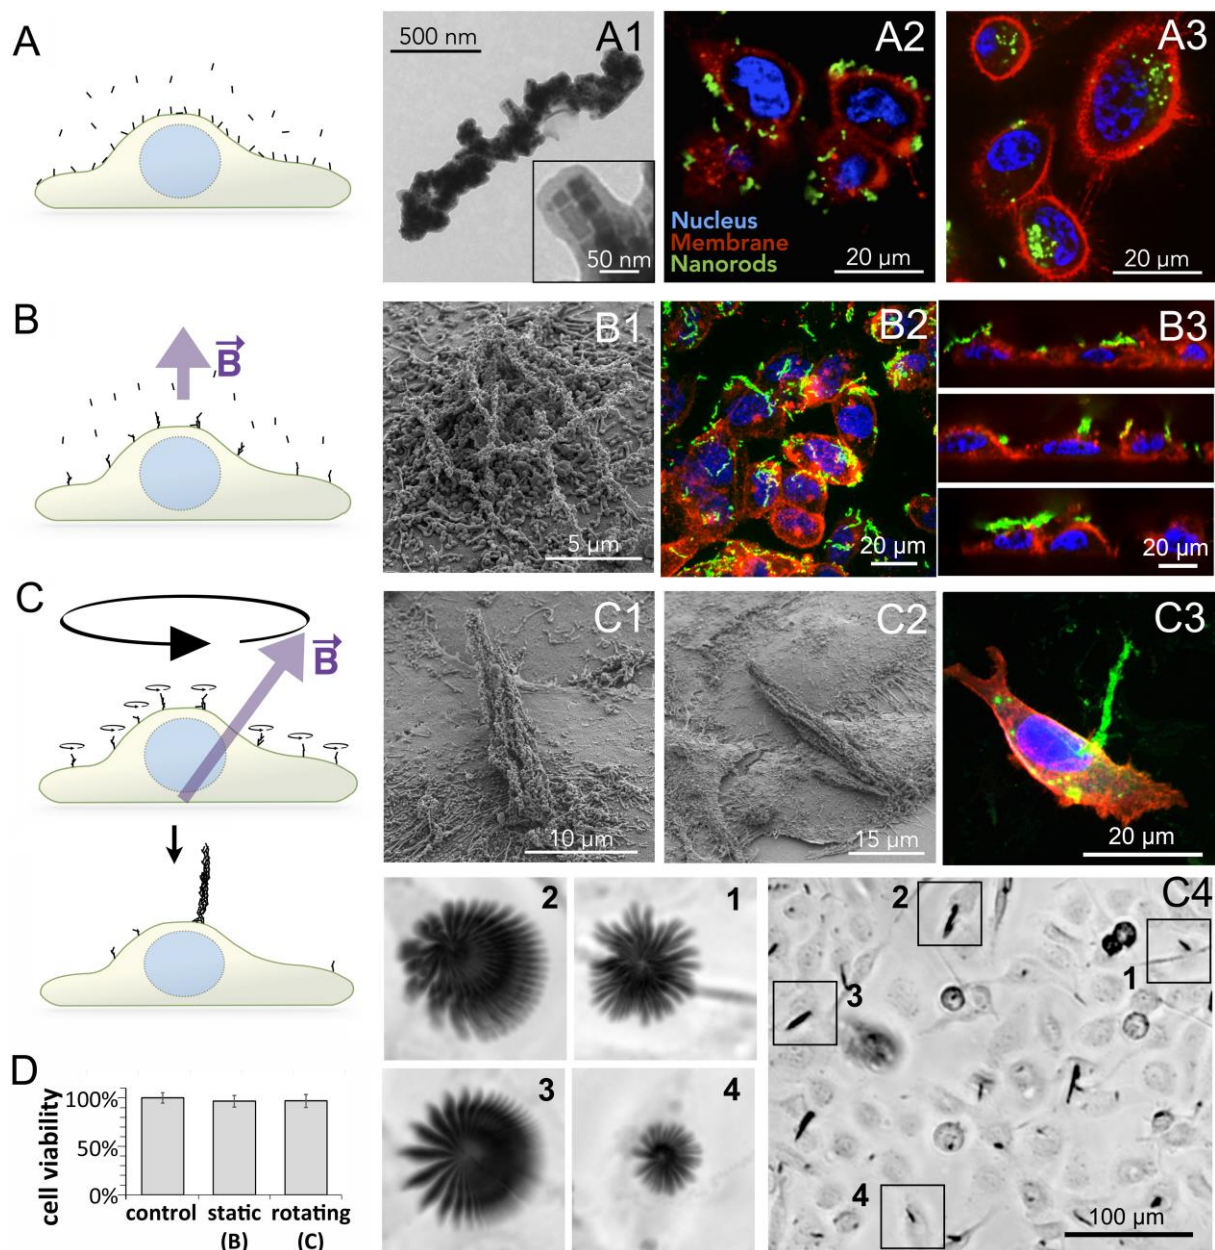 A
A1
500 nm
50 nm
A2
Nucleus
Membrane
Nanorods
20 µm
A3
20 µm
B
B
B1
5 µm
B2
20 µm
B3
20 µm
C
B
C1
10 µm
C2
15 µm
C3
20 µm
2
1
3
4
C4
2
1
3
4
100 µm
D
cell viability
100%
50%
0%
control
static
(B)
rotating
(C)